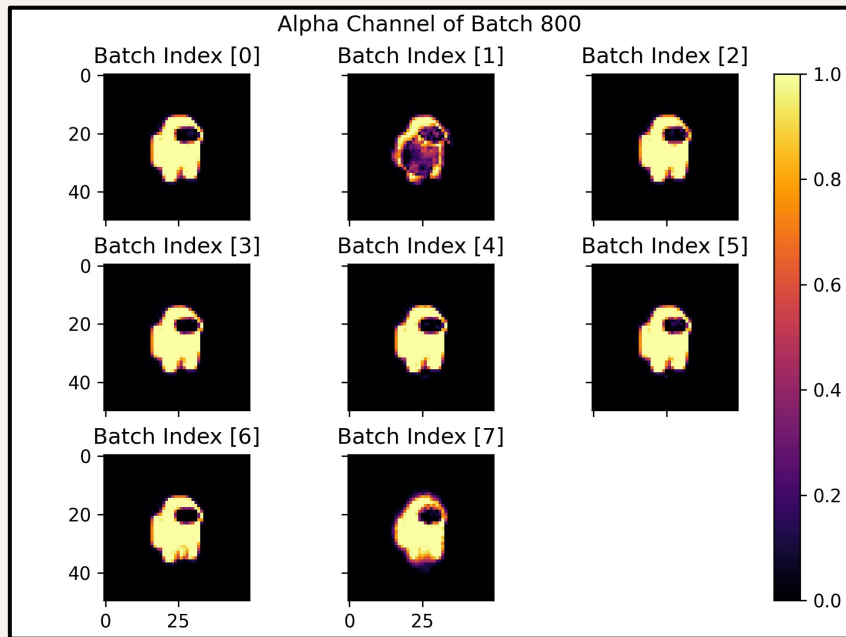 Alpha Channel of Batch 800
Batch Index [0]
Batch Index [1]
Batch Index [2]
0
20
40
1.0
0.8
0.6
0.4
0.2
0.0
Batch Index [3]
Batch Index [4]
Batch Index [5]
0
20
40
Batch Index [6]
Batch Index [7]
0
20
40
0
25
0
25